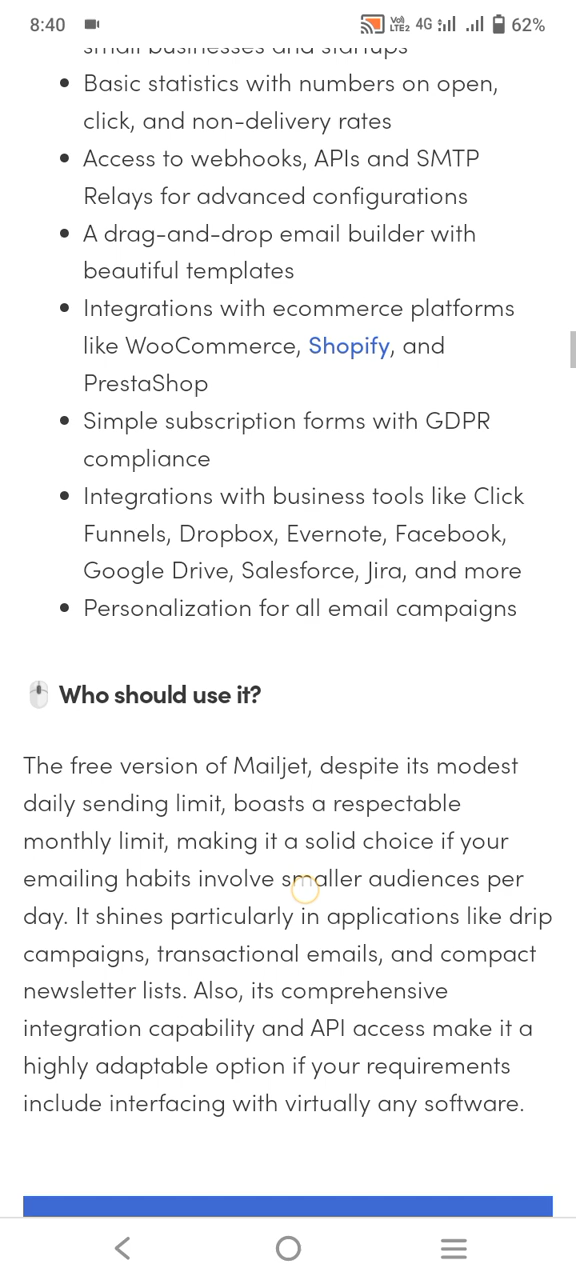 8:40
Vo)) LTE2 4G 62%
small businesses and startups
Basic statistics with numbers on open,
click, and non-delivery rates
Access to webhooks, APIs and SMTP
Relays for advanced configurations
A drag-and-drop email builder with
beautiful templates
Integrations with ecommerce platforms
like WooCommerce, Shopify, and
PrestaShop
Simple subscription forms with GDPR
compliance
Integrations with business tools like Click
Funnels, Dropbox, Evernote, Facebook,
Google Drive, Salesforce, Jira, and more
Personalization for all email campaigns
Who should use it?
The free version of Mailjet, despite its modest
daily sending limit, boasts a respectable
monthly limit, making it a solid choice if your
emailing habits involve smaller audiences per
day. It shines particularly in applications like drip
campaigns, transactional emails, and compact
newsletter lists. Also, its comprehensive
integration capability and API access make it a
highly adaptable option if your requirements
include interfacing with virtually any software.